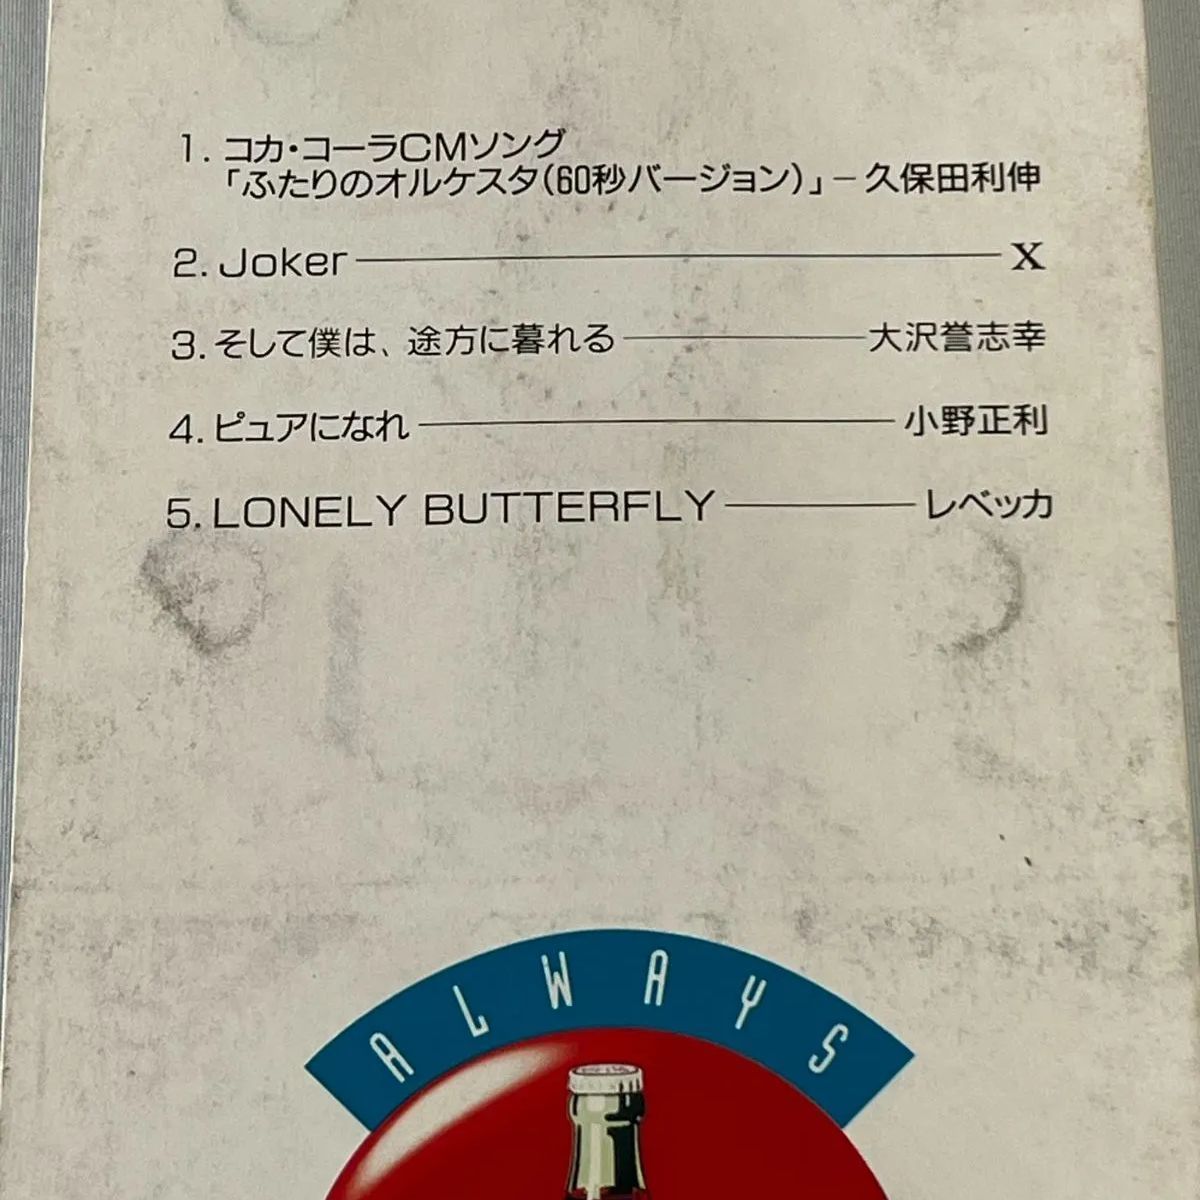 1. コカ・コーラCMソング
「ふたりのオルケスタ(60秒バージョン)」 – 久保田利伸
2. Joker — X
3. そして僕は、途方に暮れる — 大沢誉志幸
4. ピュアになれ — 小野正利
5. LONELY BUTTERFLY — レベッカ
ALWAYS